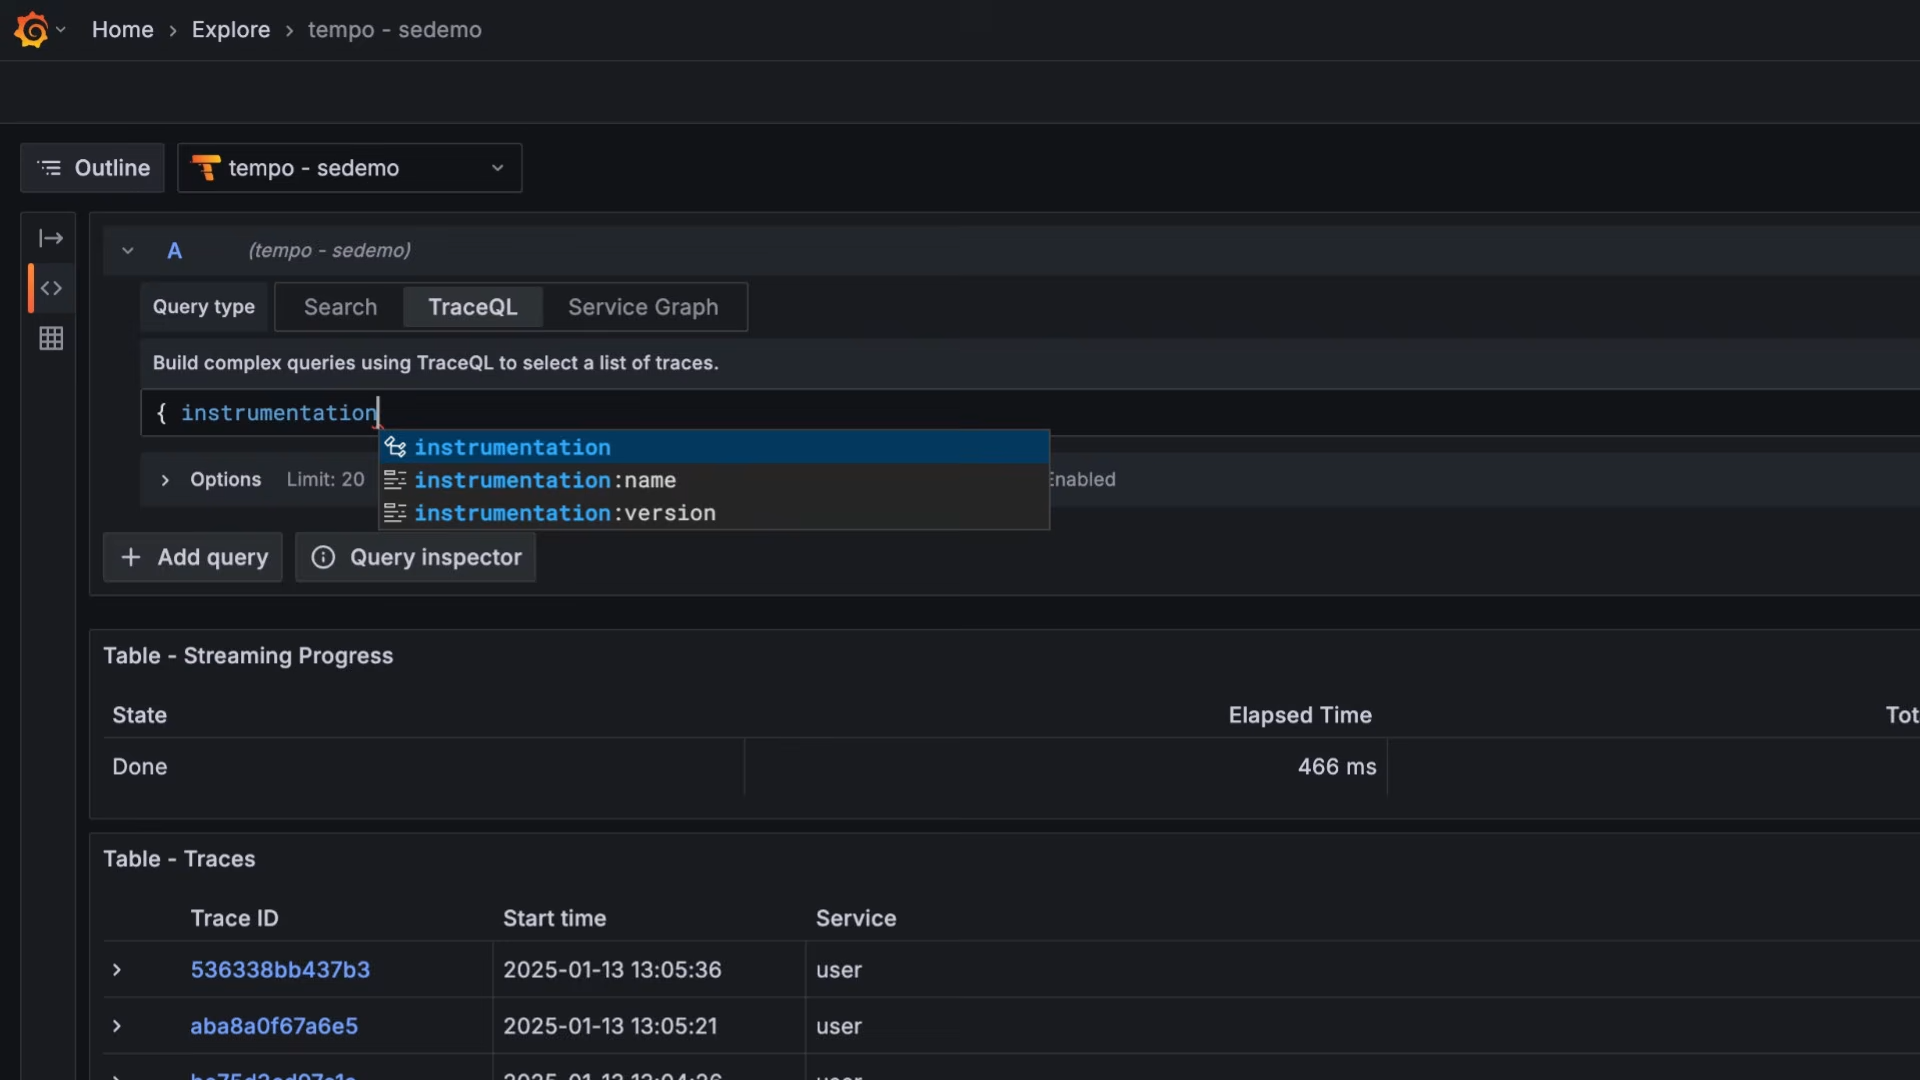 Home › Explore › tempo - sedemo
Outline
tempo - sedemo
A (tempo - sedemo)
Query type Search TraceQL Service Graph
Build complex queries using TraceQL to select a list of traces.
{ instrumentation
instrumentation
instrumentation:name
instrumentation:version
Options Limit: 20
Enabled
+ Add query Query inspector
Table - Streaming Progress
State Elapsed Time Tot
Done 466 ms
Table - Traces
Trace ID Start time Service
536338bb437b3 2025-01-13 13:05:36 user
aba8a0f67a6e5 2025-01-13 13:05:21 user